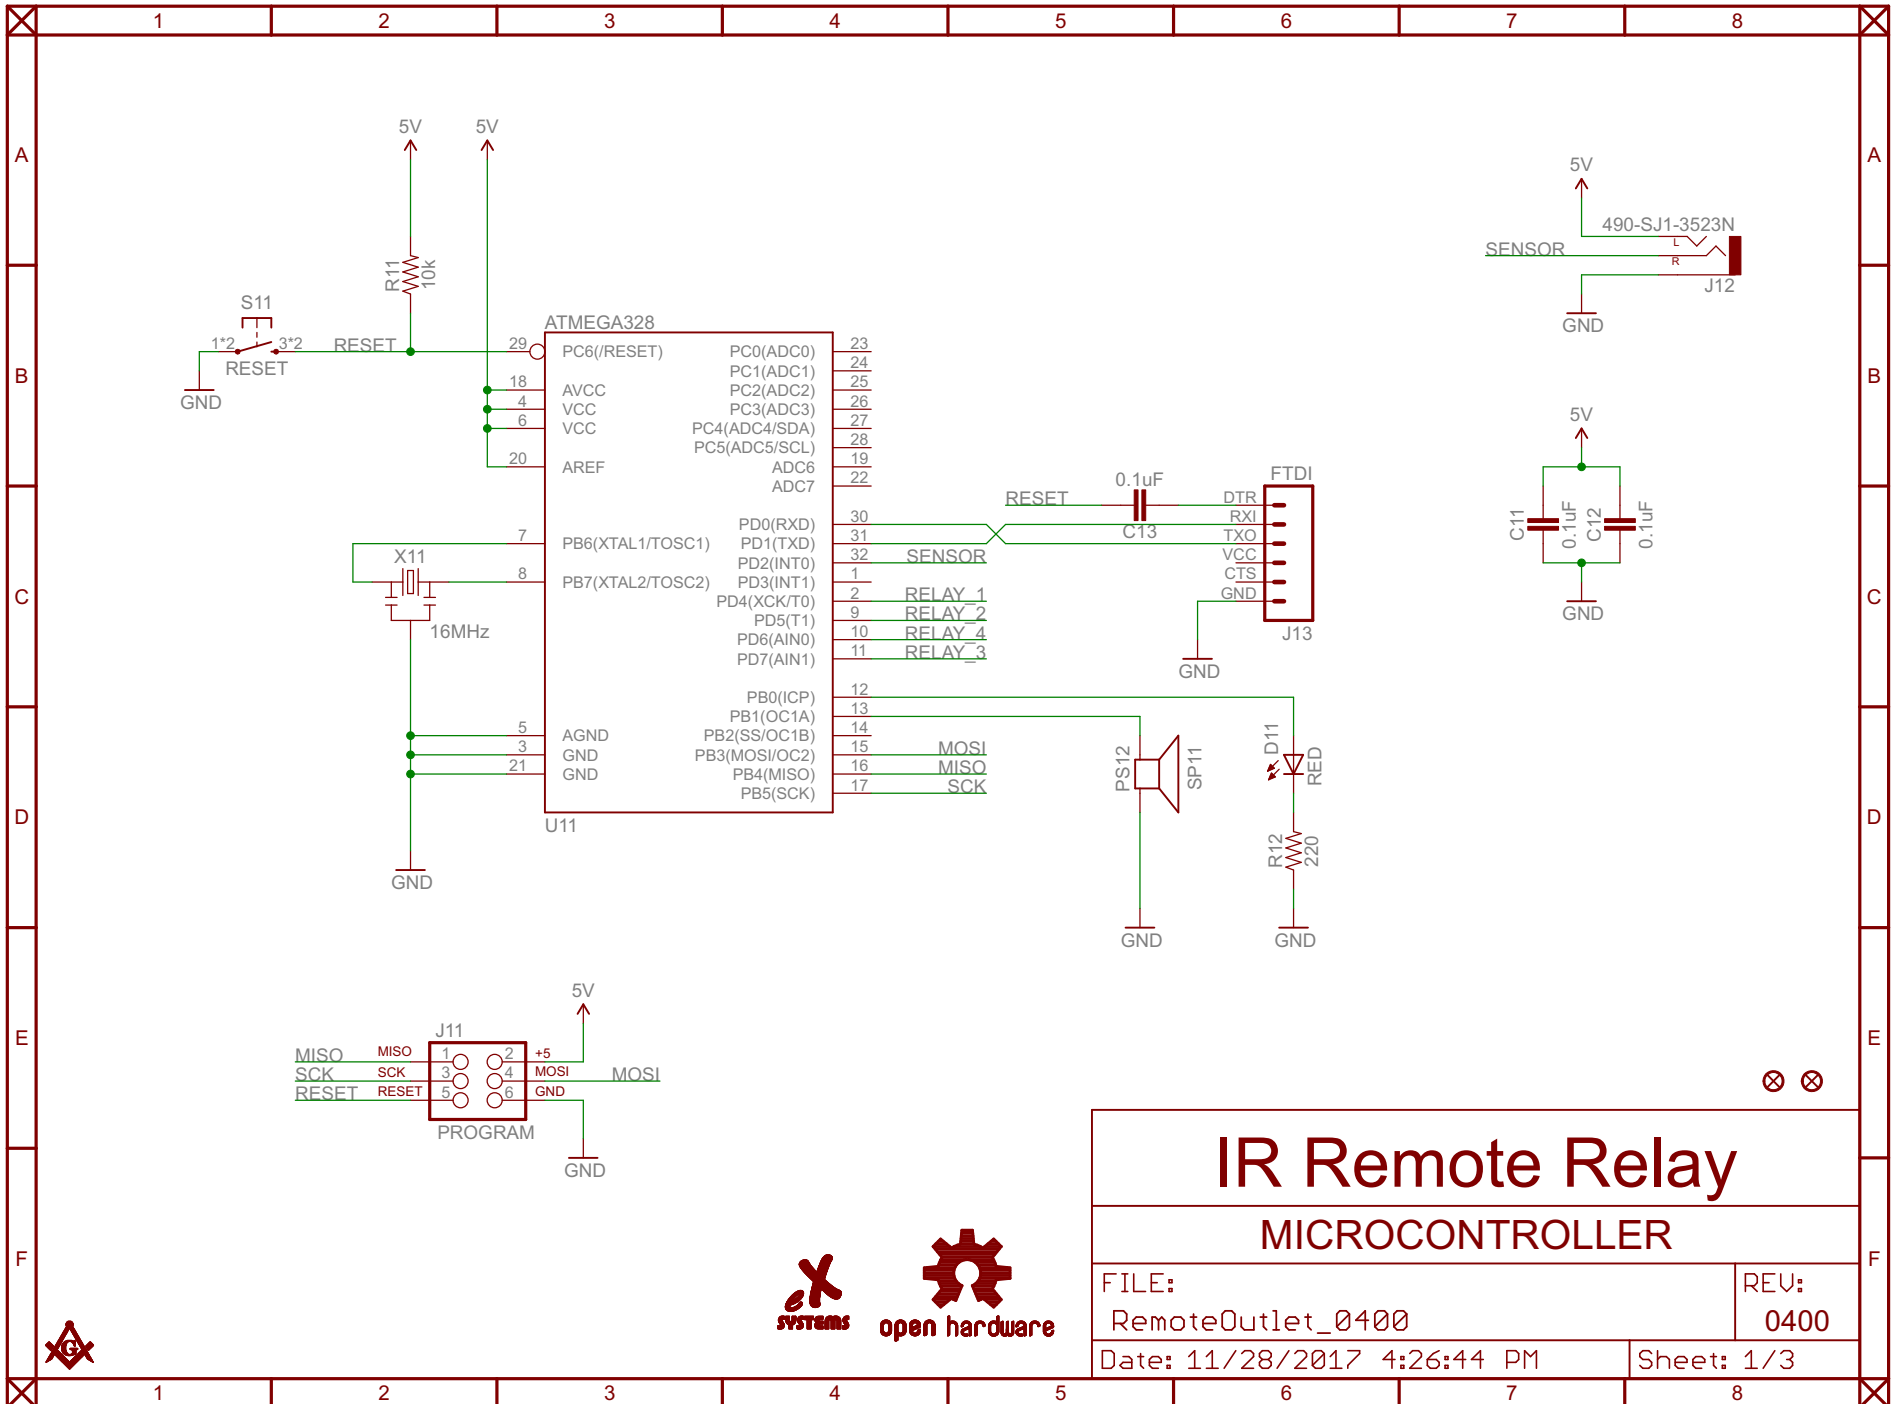 1 2 3 4 5 6 7 8
A A
B B
C C
D D
E E
F F
5V
5V
R11
10k
S11
1*2 3*2
RESET
RESET
GND
ATMEGA328
29 PC6(/RESET)
18 AVCC
4 VCC
6 VCC
20 AREF
7 PB6(XTAL1/TOSC1)
8 PB7(XTAL2/TOSC2)
5 AGND
3 GND
21 GND
PC0(ADC0) 23
PC1(ADC1) 24
PC2(ADC2) 25
PC3(ADC3) 26
PC4(ADC4/SDA) 27
PC5(ADC5/SCL) 28
ADC6 19
ADC7 22
PD0(RXD) 30
PD1(TXD) 31
PD2(INT0) 32 SENSOR
PD3(INT1) 1
PD4(XCK/T0) 2 RELAY_1
PD5(T1) 9 RELAY_2
PD6(AIN0) 10 RELAY_4
PD7(AIN1) 11 RELAY_3
PB0(ICP) 12
PB1(OC1A) 13
PB2(SS/OC1B) 14
PB3(MOSI/OC2) 15 MOSI
PB4(MISO) 16 MISO
PB5(SCK) 17 SCK
U11
X11
16MHz
GND
RESET
0.1uF
C13
FTDI
DTR
RXI
TXO
VCC
CTS
GND
J13
GND
PS12
SP11
GND
D11
RED
R12
220
GND
5V
490-SJ1-3523N
SENSOR
L
R
J12
GND
5V
C11
0.1uF
C12
0.1uF
GND
5V
J11
MISO MISO 1 2 +5
SCK SCK 3 4 MOSI MOSI
RESET RESET 5 6 GND
PROGRAM
GND
IR Remote Relay
MICROCONTROLLER
FILE:
RemoteOutlet_0400
REV:
0400
Date: 11/28/2017 4:26:44 PM
Sheet: 1/3
eX
SYSTEMS
open hardware
G
1 2 3 4 5 6 7 8